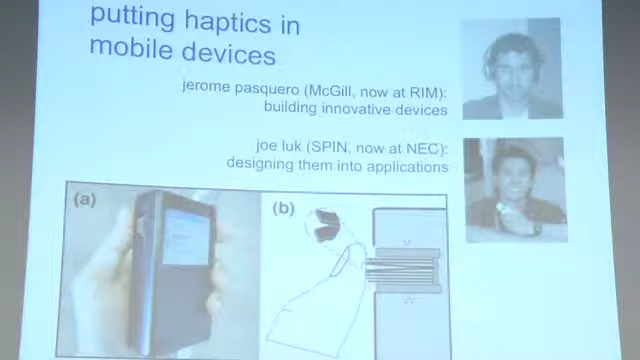 putting haptics in
mobile devices
jerome pasquero (McGill, now at RIM):
building innovative devices
joe luk (SPIN, now at NEC):
designing them into applications
(a)
(b)